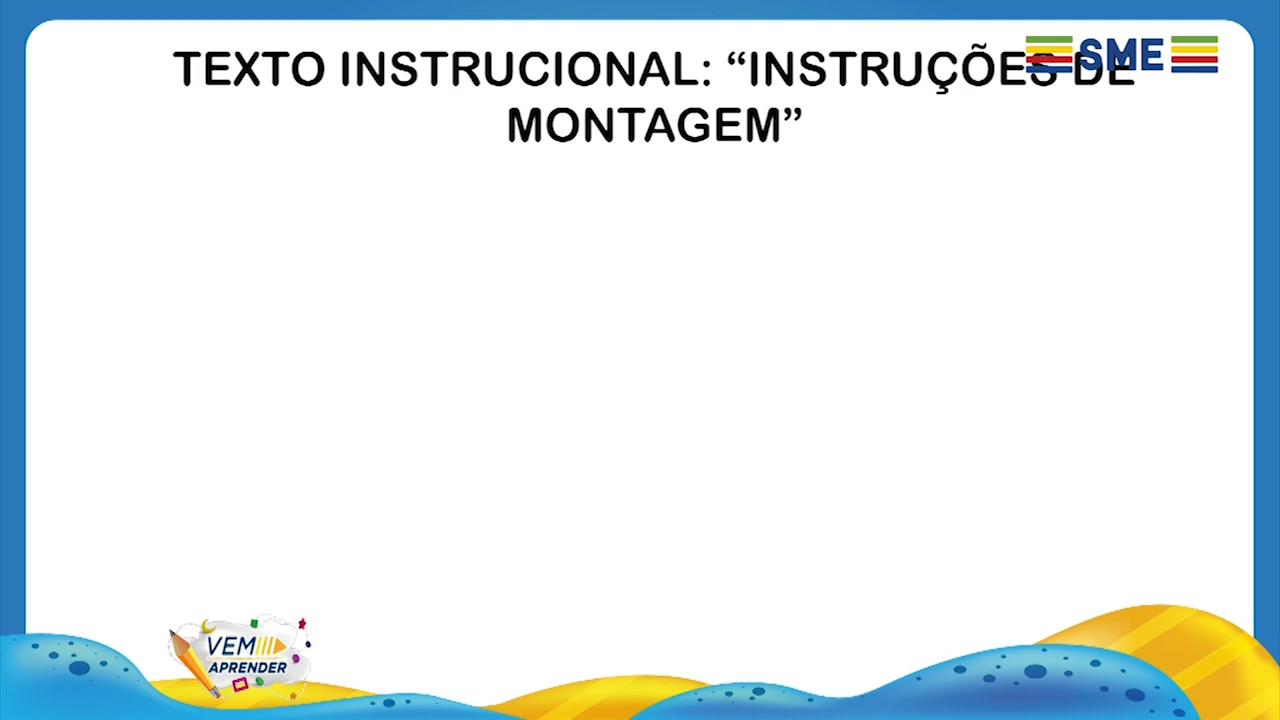 TEXTO INSTRUCIONAL: “INSTRUÇÕES DE
MONTAGEM”
SME
VEM
APRENDER